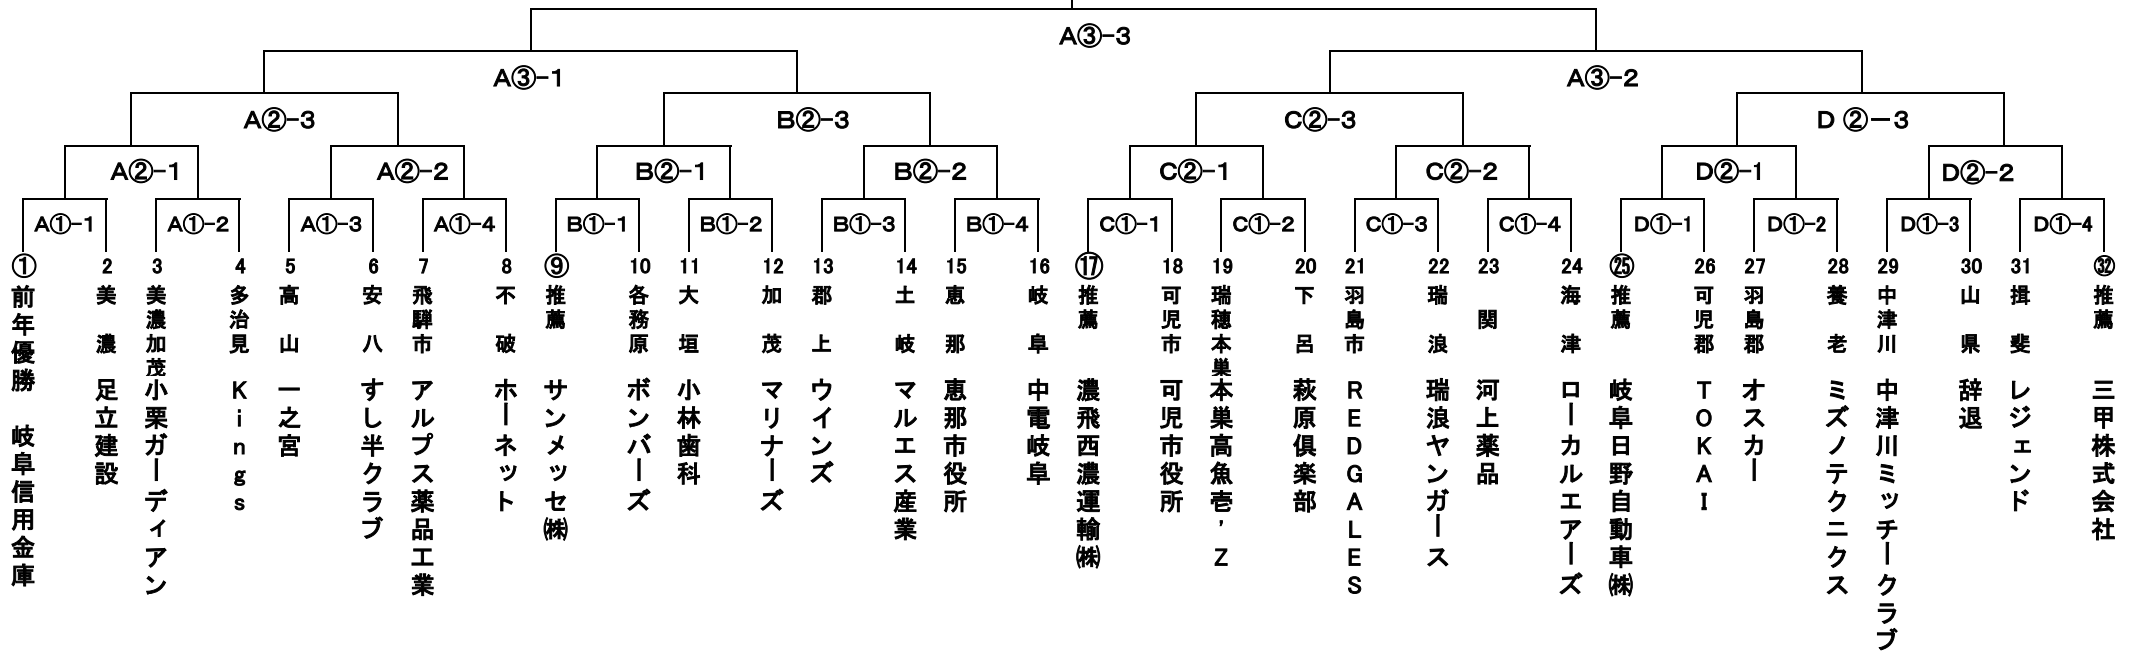 A③-3
A③-1
A③-2
A②-3
B②-3
C②-3
D ②－3
A②-1
A②-2
B②-1
B②-2
C②-1
C②-2
D②-1
D②-2
A①-1
A①-2
A①-3
A①-4
B①-1
B①-2
B①-3
B①-4
C①-1
C①-2
C①-3
C①-4
D①-1
D①-2
D①-3
D①-4
① 前年優勝 岐阜信用金庫
2 美濃 足立建設
3 美濃加茂 小栗ガーディアン
4 多治見 Kings
5 高山 一之宮
6 安八 すし半クラブ
7 飛騨市 アルプス薬品工業
8 不破 ホーネット
⑨ 推薦 サンメッセ㈱
10 各務原 ボンバーズ
11 大垣 小林歯科
12 加茂 マリナーズ
13 郡上 ウインズ
14 土岐 マルエス産業
15 恵那 恵那市役所
16 岐阜 中電岐阜
⑰ 推薦 濃飛西濃運輸㈱
18 可児市 可児市役所
19 瑞穂本巣 本巣高魚壱’Z
20 下呂 萩原倶楽部
21 羽島市 REDGALES
22 瑞浪 瑞浪ヤンガース
23 関 河上薬品
24 海津 ローカルエアーズ
㉕ 推薦 岐阜日野自動車㈱
26 可児郡 TOKAI
27 羽島郡 オスカー
28 養老 ミズノテクニクス
29 中津川 中津川ミッチークラブ
30 山県 辞退
31 揖斐 レジェンド
㉜ 推薦 三甲株式会社